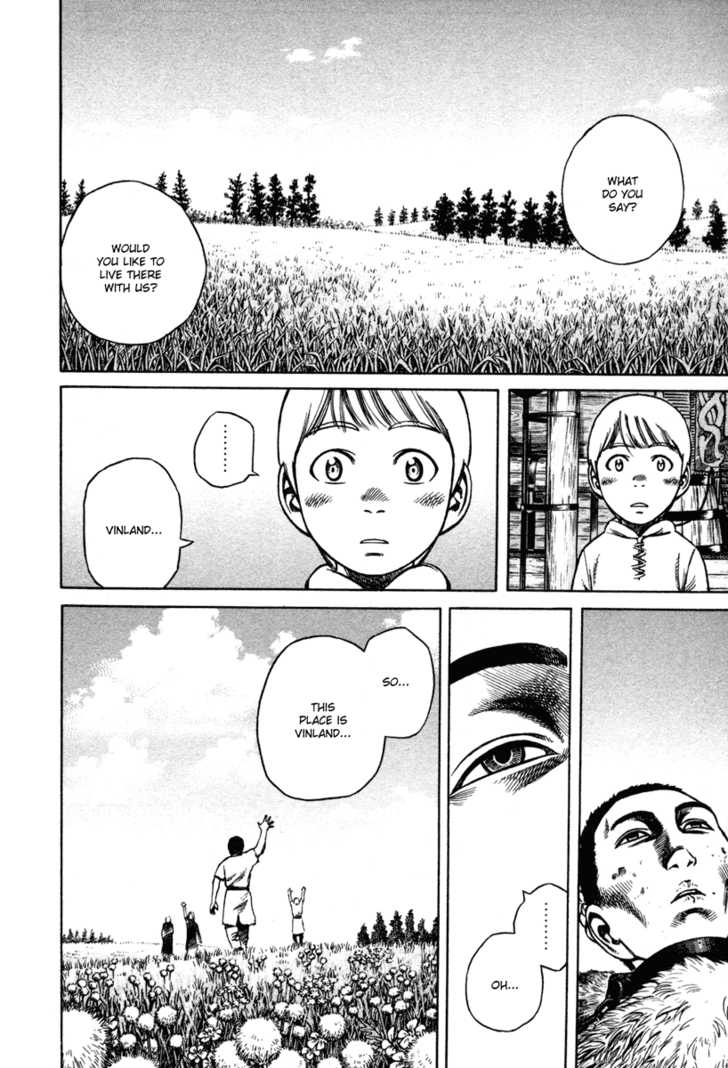 WHAT
DO YOU
SAY?
WOULD
YOU LIKE TO
LIVE THERE
WITH US?
........
VINLAND...
........
OH...
SO...
THIS
PLACE IS
VINLAND...